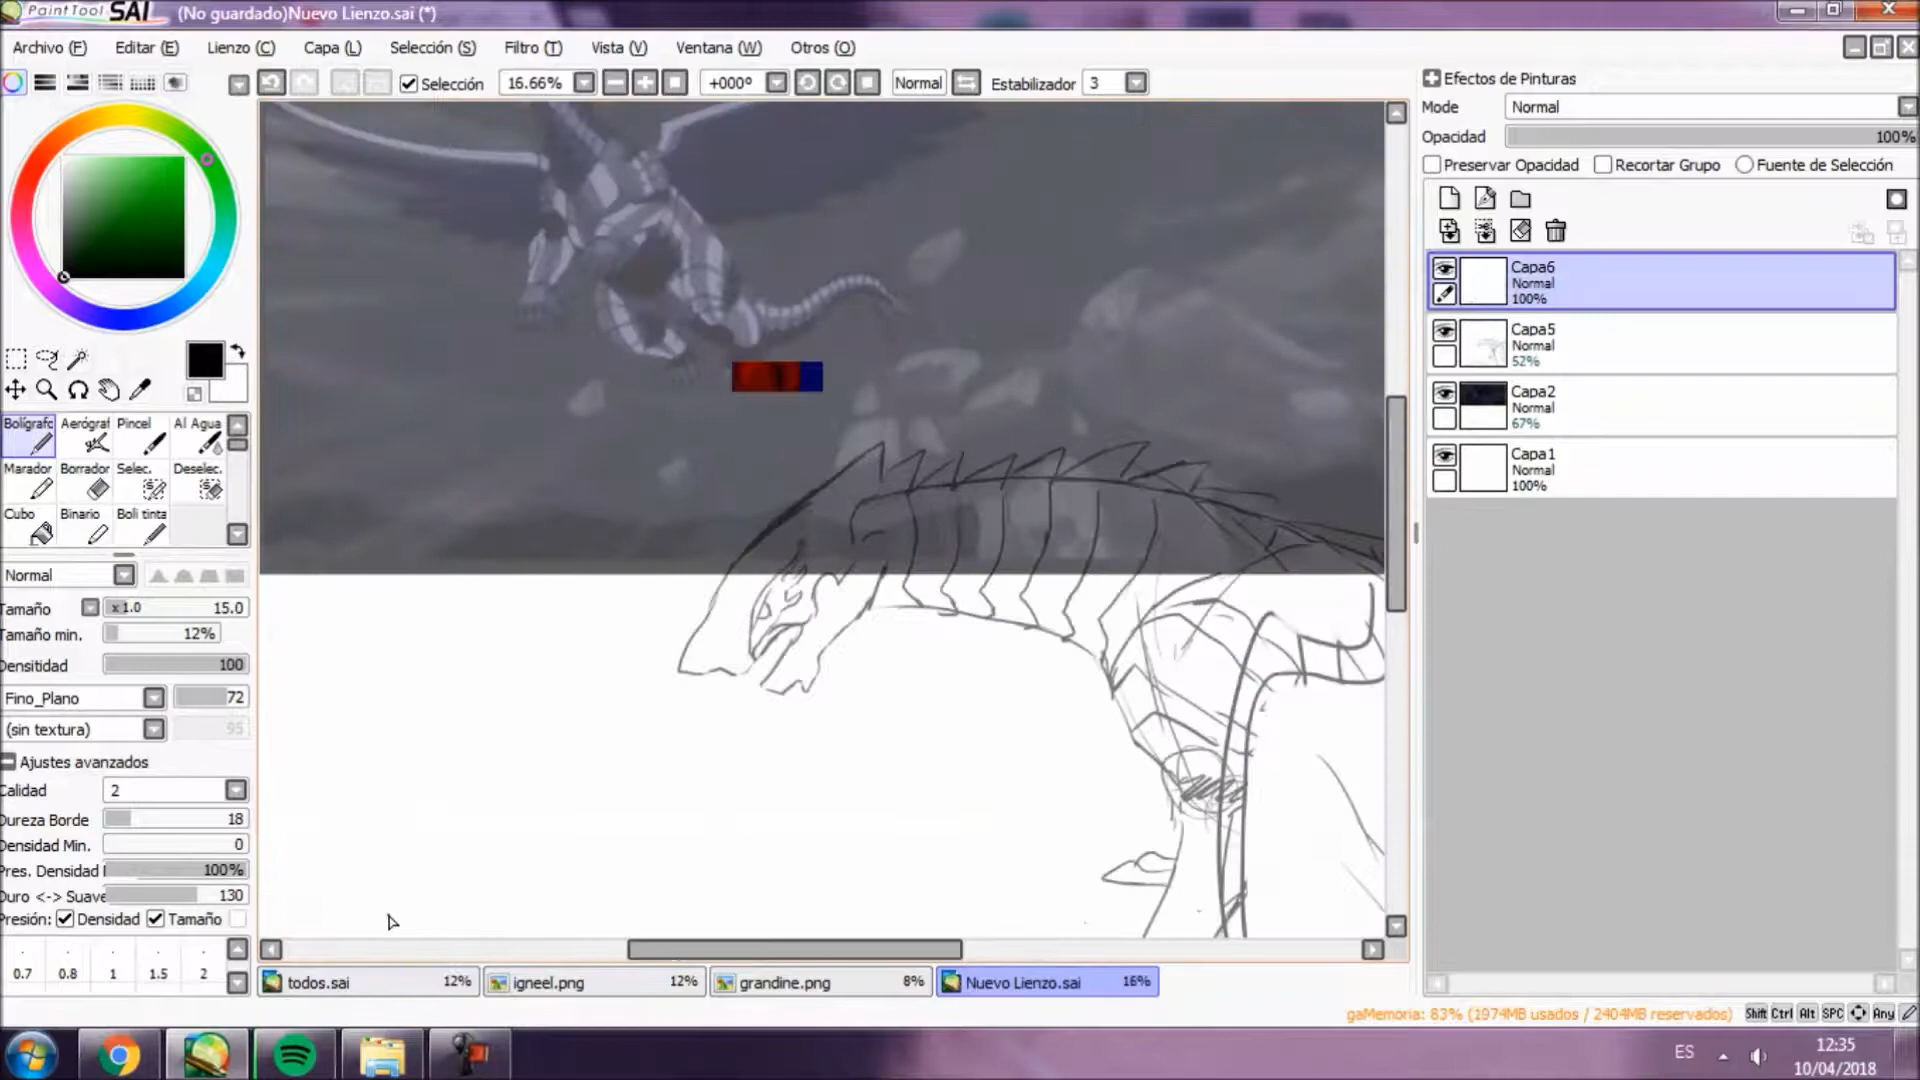 PaintTool SAI (No guardado)Nuevo Lienzo.sai (*)
Archivo (F) Editar (E) Lienzo (C) Capa (L) Selección (S) Filtro (T) Vista (V) Ventana (W) Otros (O)
Selección 16.66% +000º Normal Estabilizador 3
Efectos de Pinturas
Mode Normal
Opacidad 100%
Preservar Opacidad Recortar Grupo Fuente de Selección
Capa6
Normal
100%
Capa5
Normal
52%
Capa2
Normal
67%
Capa1
Normal
100%
Bolígrafo Aerógraf Pincel Al Agua
Marador Borrador Selec. Deselec.
Cubo Binario Boli tinta
Normal
Tamaño x 1.0 15.0
Tamaño min. 12%
Densitidad 100
Fino_Plano 72
(sin textura) 95
Ajustes avanzados
Calidad 2
Dureza Borde 18
Densidad Min. 0
Pres. Densidad 100%
Duro <-> Suave 130
Presión: Densidad Tamaño
0.7 0.8 1 1.5 2
todos.sai 12% igneel.png 12% grandine.png 8% Nuevo Lienzo.sai 16%
gaMemoria: 83% (1974MB usados / 2404MB reservados) Shift Ctrl Alt SPC Any
ES 12:35
10/04/2018